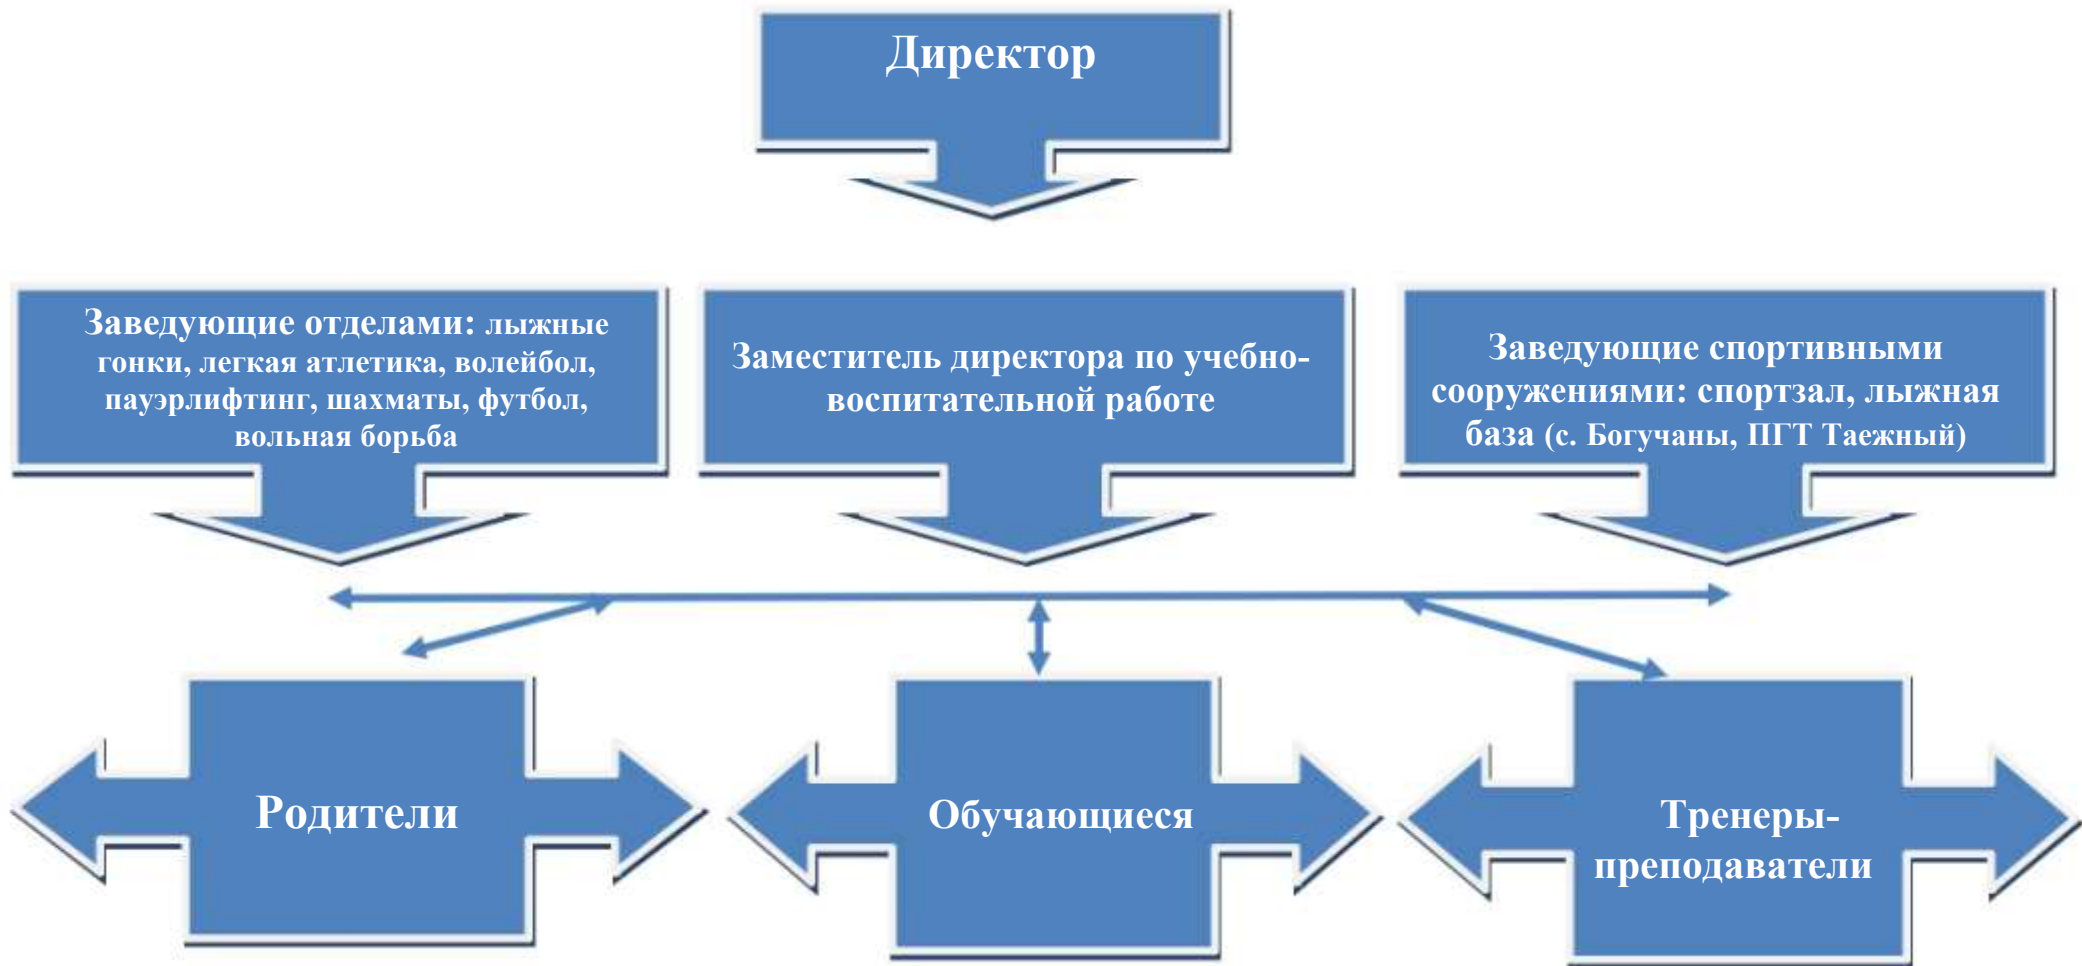 Директор
Заведующие отделами: лыжные
гонки, легкая атлетика, волейбол,
пауэрлифтинг, шахматы, футбол,
вольная борьба
Заместитель директора по учебно-
воспитательной работе
Заведующие спортивными
сооружениями: спортзал, лыжная
база (с. Богучаны, ПГТ Таежный)
Родители
Обучающиеся
Тренеры-
преподаватели